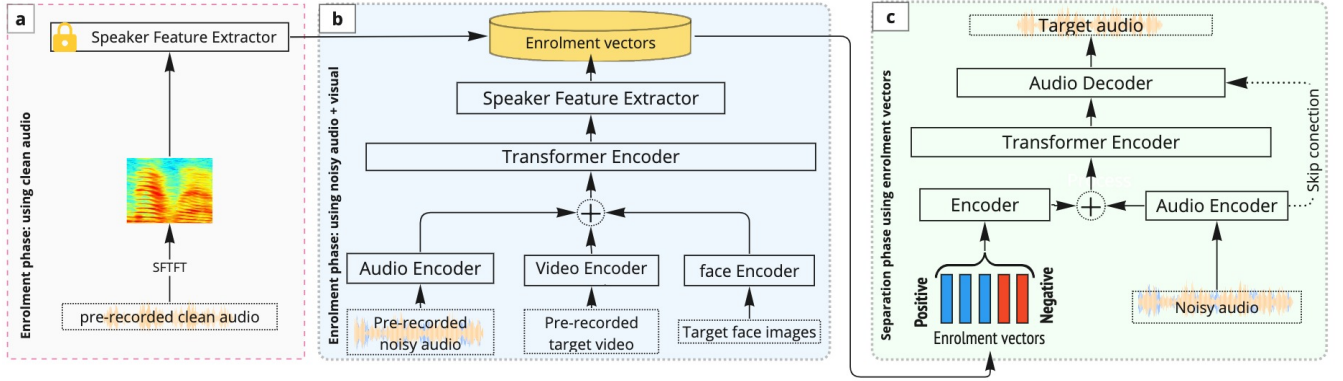 a
Speaker Feature Extractor
SFTFT
pre-recorded clean audio
Enrolment phase: using clean audio
b
Enrolment vectors
Speaker Feature Extractor
Transformer Encoder
+
Audio Encoder
Video Encoder
face Encoder
Pre-recorded
noisy audio
Pre-recorded
target video
Target face images
Enrolment phase: using noisy audio + visual
c
Target audio
Audio Decoder
Transformer Encoder
Encoder
+
Audio Encoder
Skip connection
Positive
Negative
Enrolment vectors
Noisy audio
Separation phase using enrolment vectors